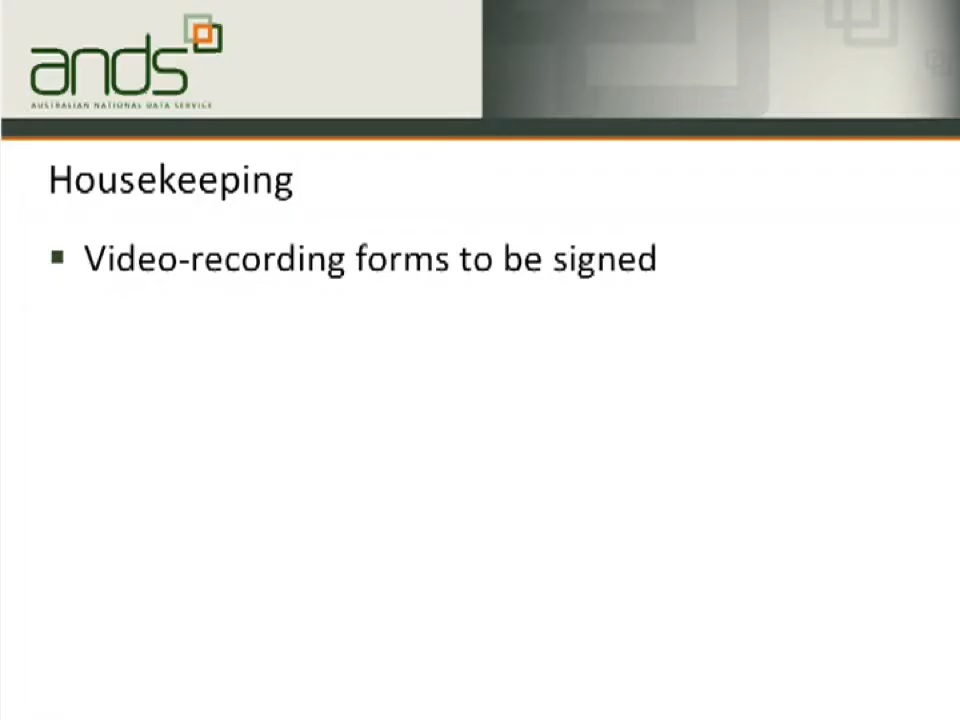 ands
AUSTRALIAN NATIONAL DATA SERVICE
Housekeeping
▪ Video-recording forms to be signed